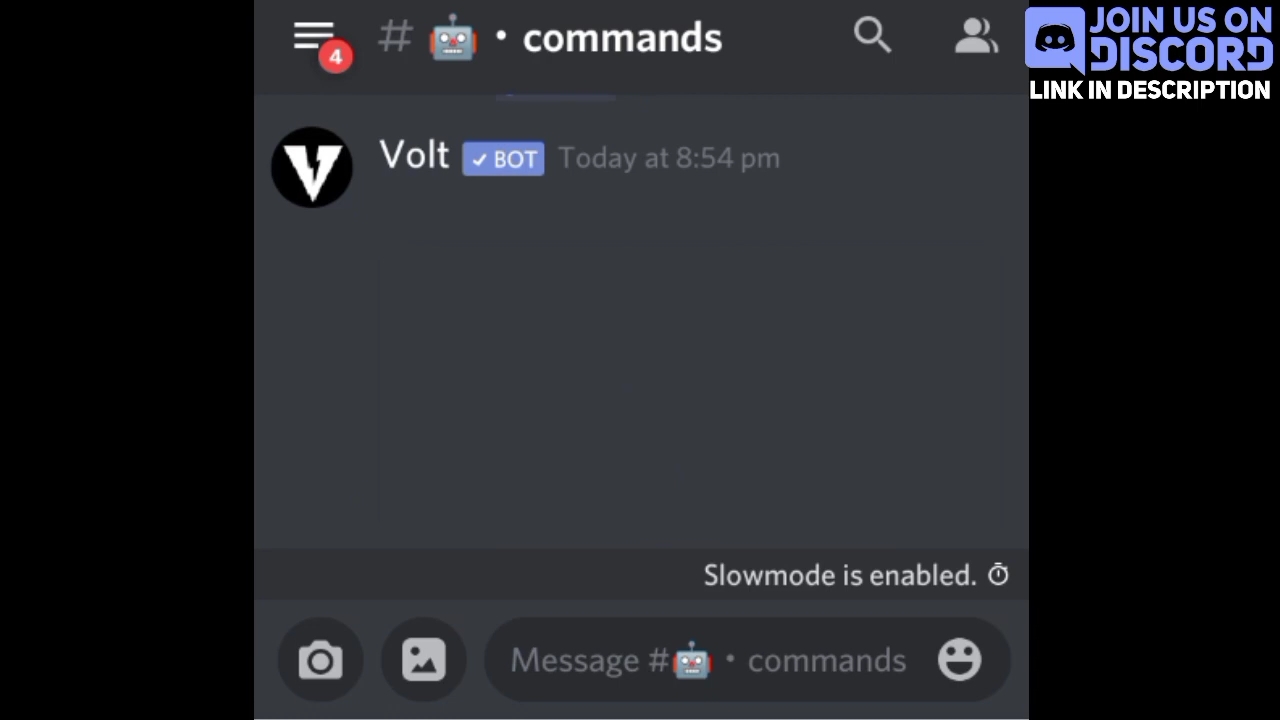 4
# 🤖 • commands
JOIN US ON
DISCORD
LINK IN DESCRIPTION
Volt ✓ BOT Today at 8:54 pm
Slowmode is enabled.
Message #🤖 • commands